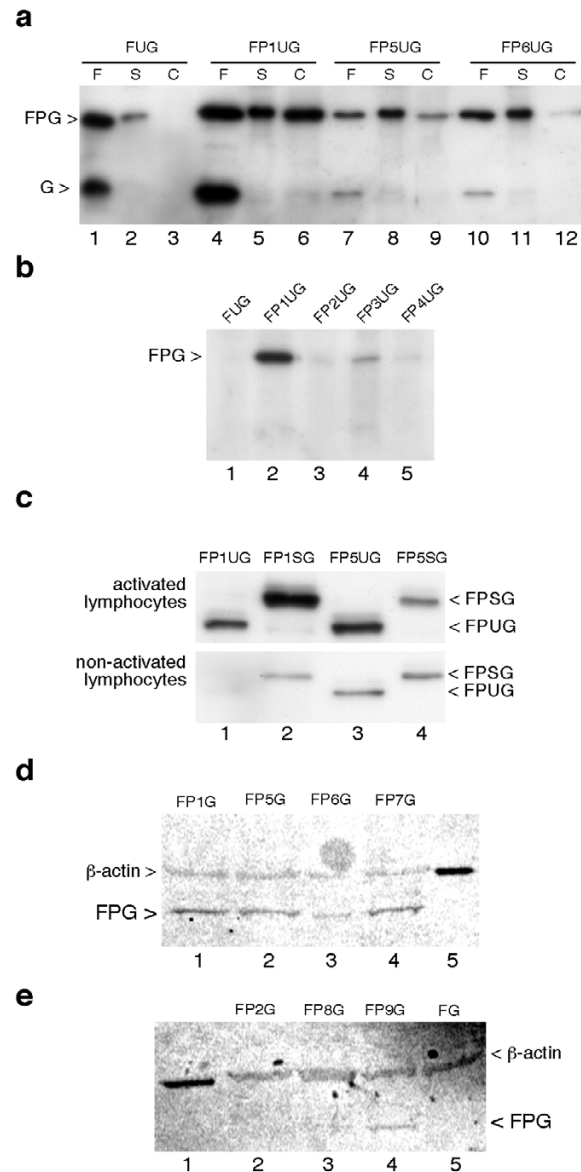 a
FUG FP1UG FP5UG FP6UG
F S C F S C F S C F S C
FPG >
G >
1 2 3 4 5 6 7 8 9 10 11 12
b
FUG FP1UG FP2UG FP3UG FP4UG
FPG >
1 2 3 4 5
c
FP1UG FP1SG FP5UG FP5SG
activated
lymphocytes
< FPSG
< FPUG
non-activated
lymphocytes
< FPSG
< FPUG
1 2 3 4
d
FP1G FP5G FP6G FP7G
β-actin >
FPG >
1 2 3 4 5
e
FP2G FP8G FP9G FG
< β-actin
< FPG
1 2 3 4 5